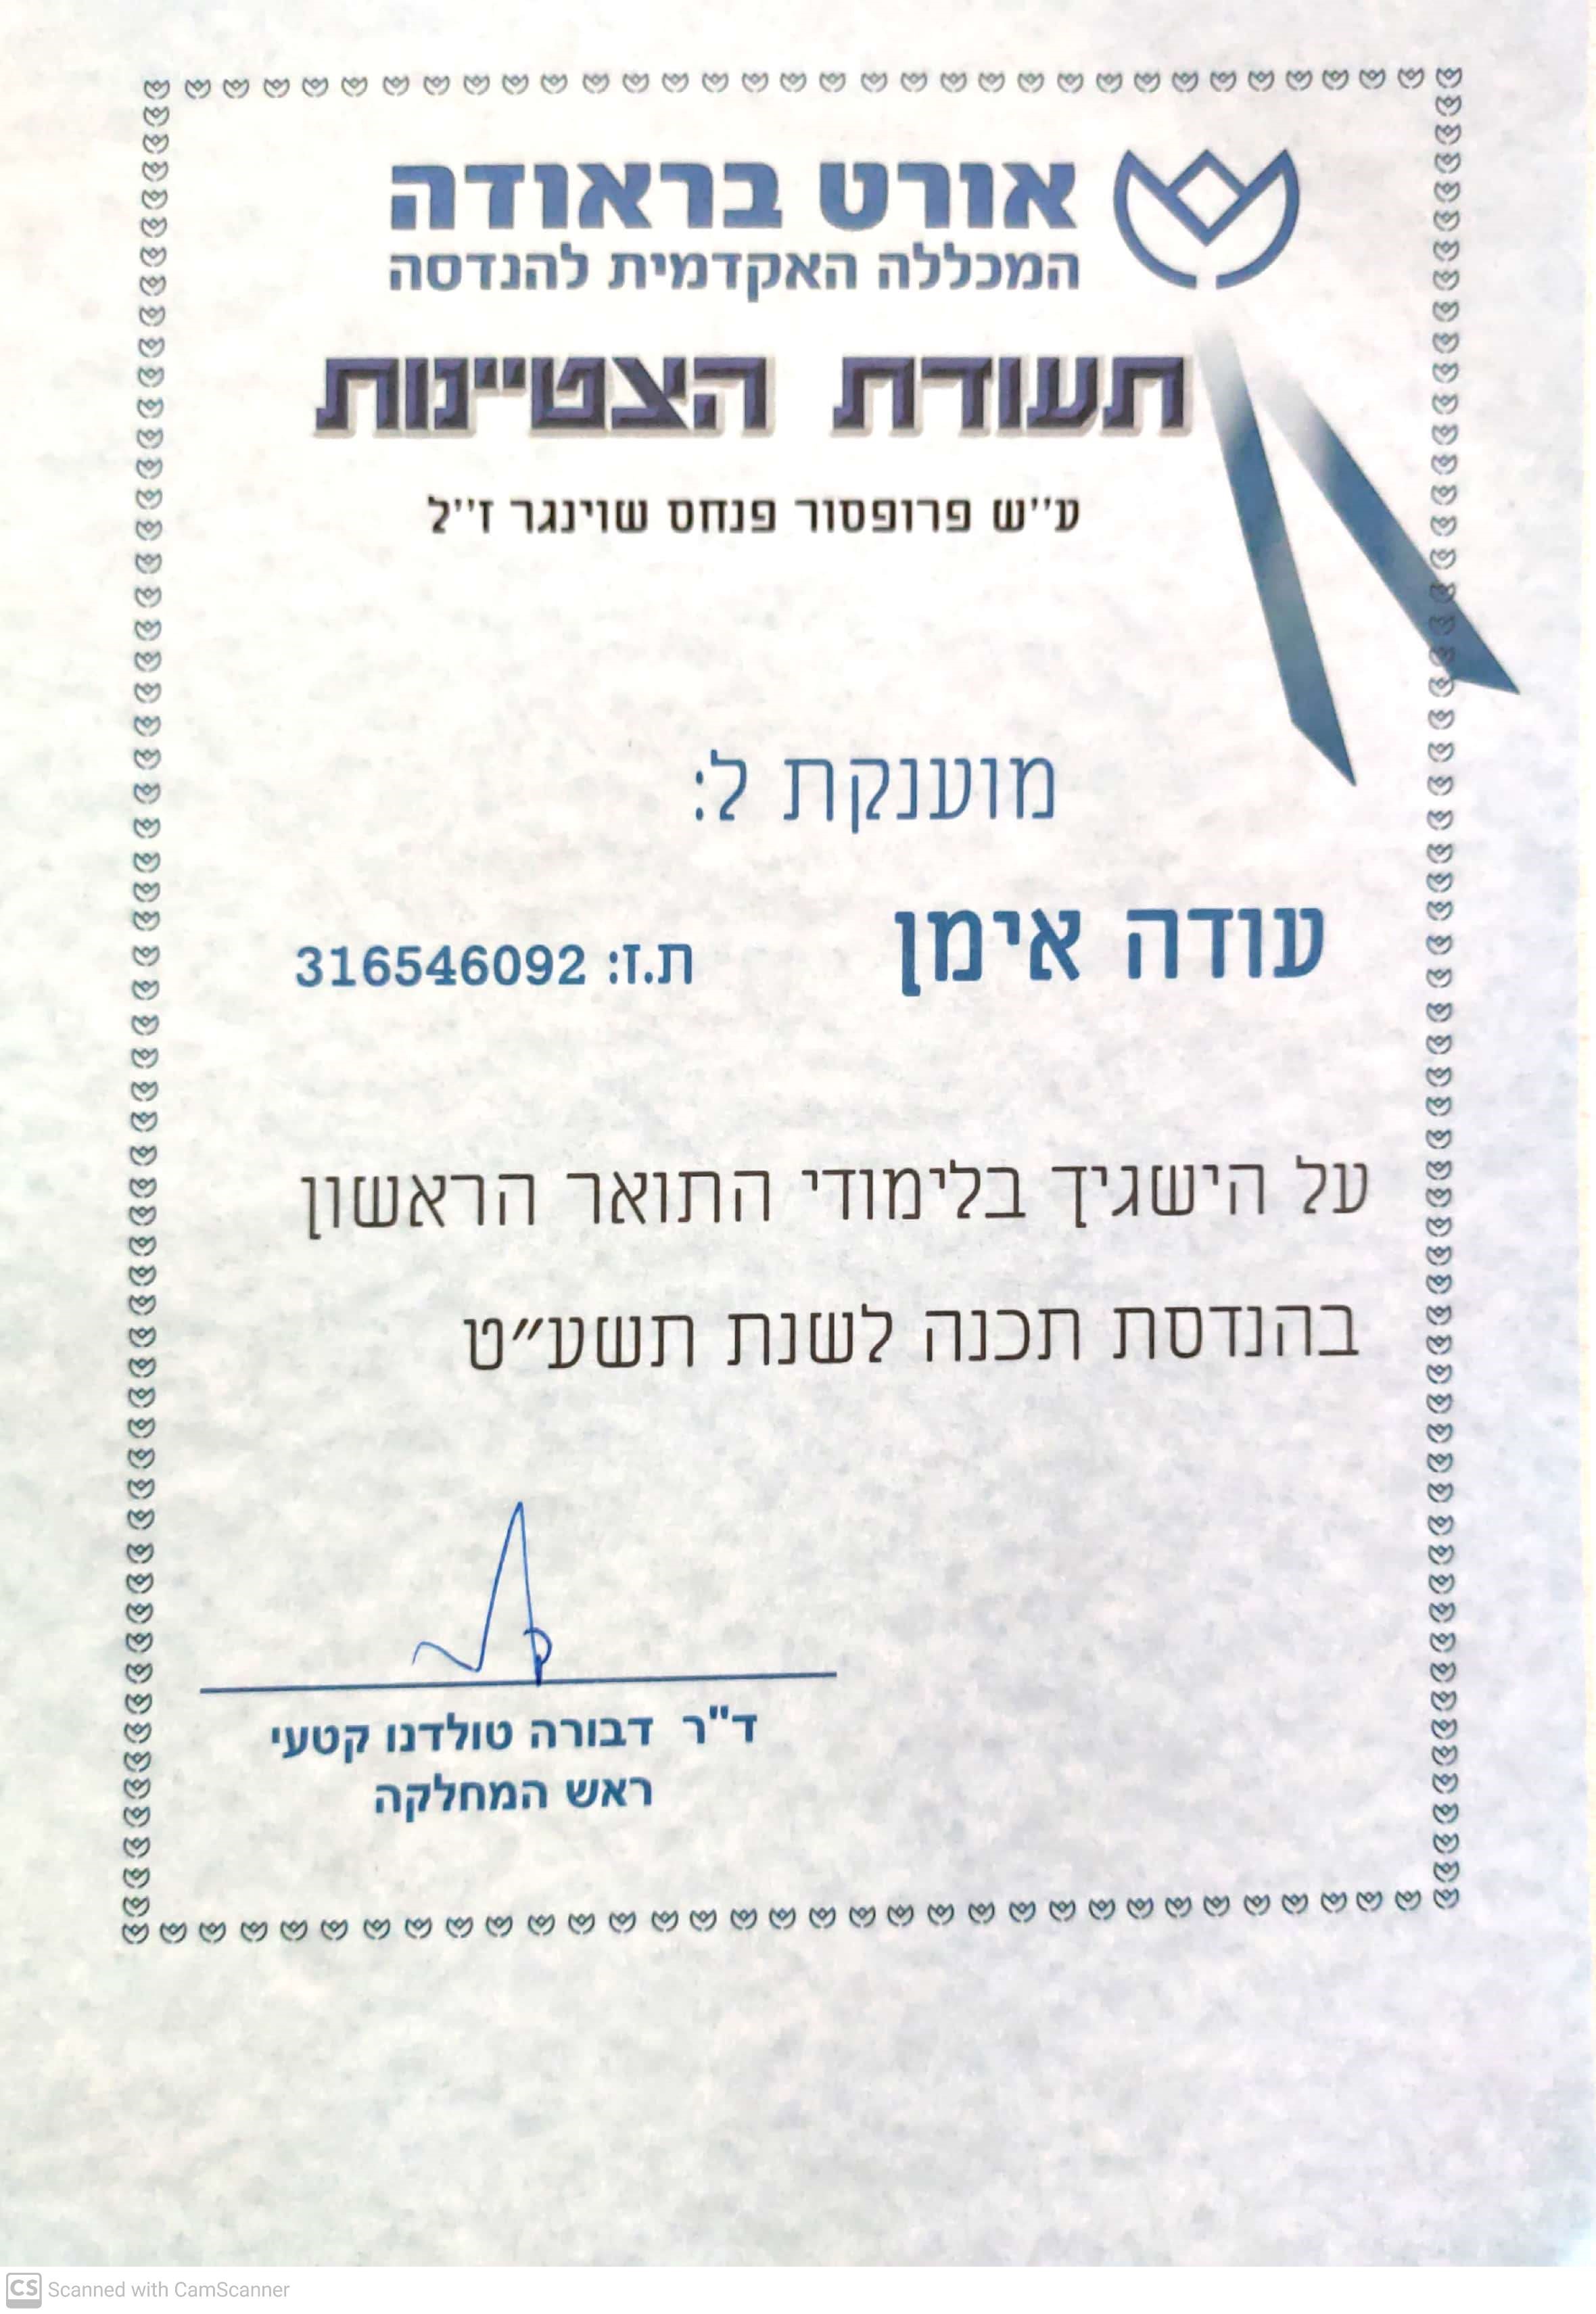 אורט בראודה
המכללה האקדמית להנדסה
תעודת הצטיינות
ע''ש פרופסור פנחס שוינגר ז''ל
מוענקת ל:
עודה אימן ת.ז: 316546092
על הישגיך בלימודי התואר הראשון
בהנדסת תכנה לשנת תשע״ט
ד"ר דבורה טולדנו קטעי
ראש המחלקה
CS Scanned with CamScanner